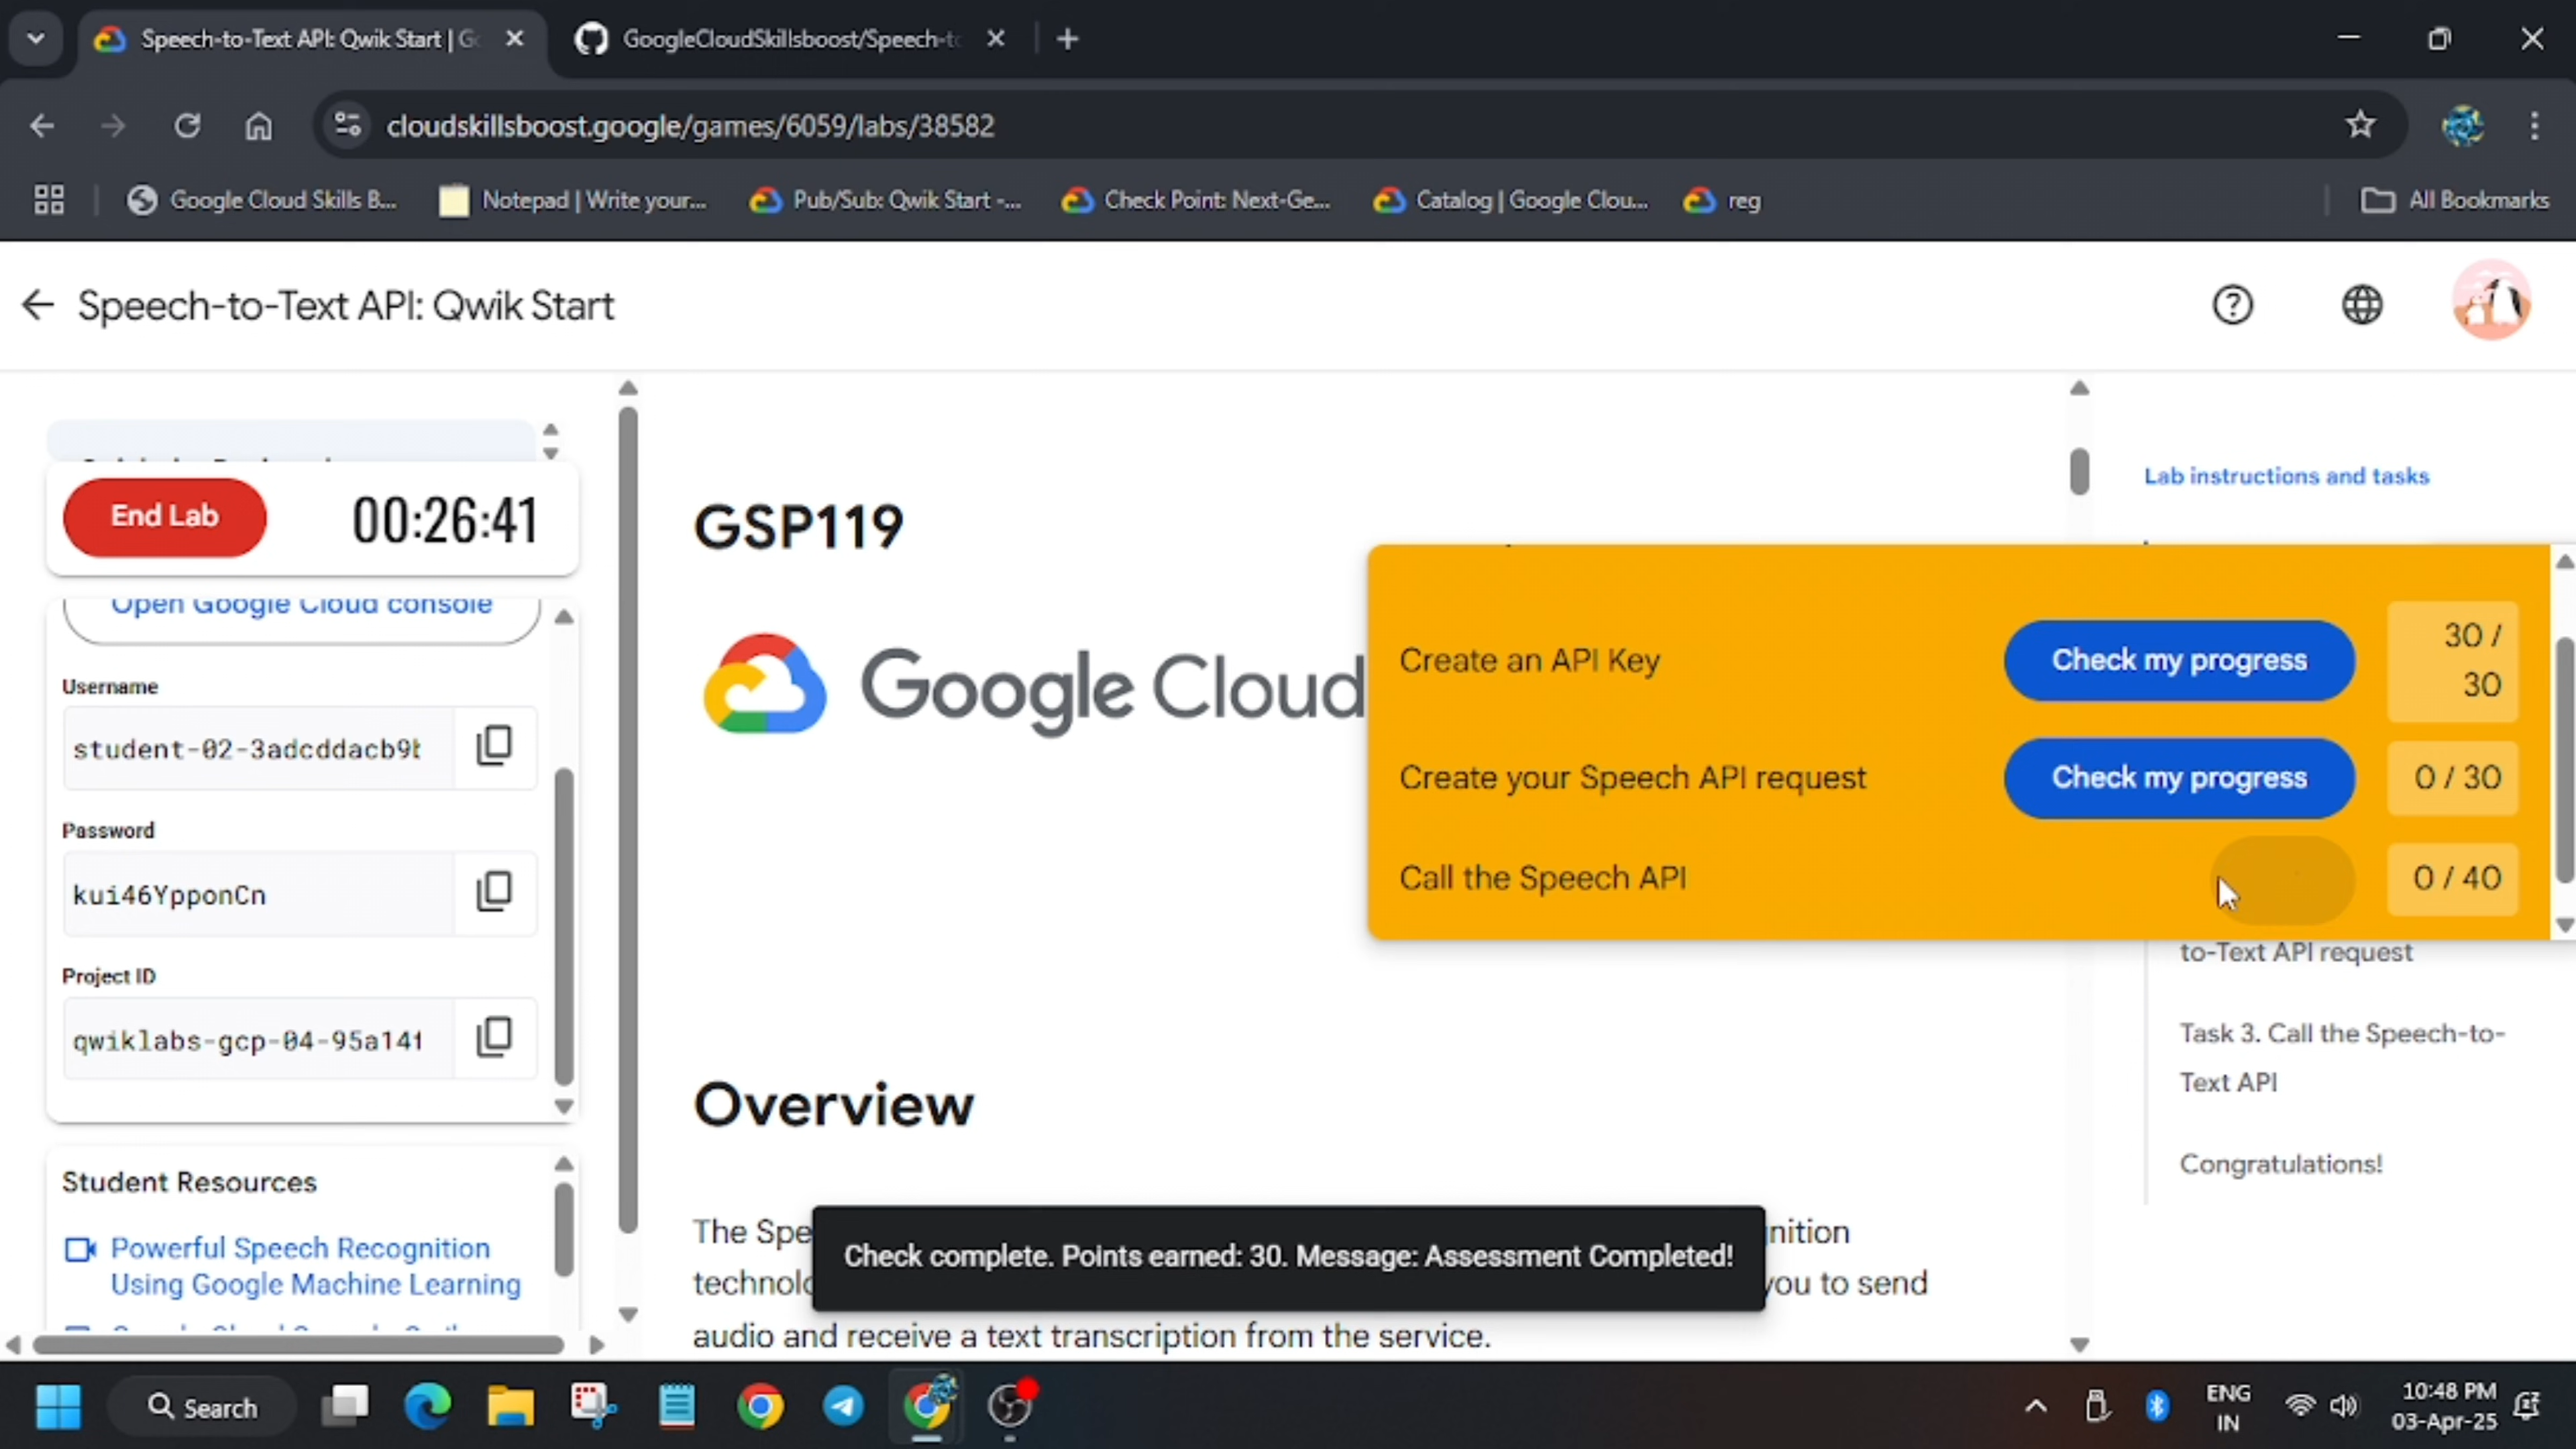 Speech-to-Text API: Qwik Start | Go
GoogleCloudSkillsboost/Speech-to
cloudskillsboost.google/games/6059/labs/38582
Google Cloud Skills B...
Notepad | Write your...
Pub/Sub: Qwik Start -...
Check Point: Next-Ge...
Catalog | Google Clou...
reg
All Bookmarks
Speech-to-Text API: Qwik Start
End Lab
00:26:41
Open Google Cloud console
Username
student-02-3adcddacb9b
Password
kui46YpponCn
Project ID
qwiklabs-gcp-04-95a14f
Student Resources
Powerful Speech Recognition
Using Google Machine Learning
GSP119
Google Cloud
Overview
The Spe
nition
technolo
you to send
audio and receive a text transcription from the service.
Create an API Key
Check my progress
30 /
30
Create your Speech API request
Check my progress
0 / 30
Call the Speech API
0 / 40
Check complete. Points earned: 30. Message: Assessment Completed!
Lab instructions and tasks
to-Text API request
Task 3. Call the Speech-to-
Text API
Congratulations!
Search
ENG
IN
10:48 PM
03-Apr-25